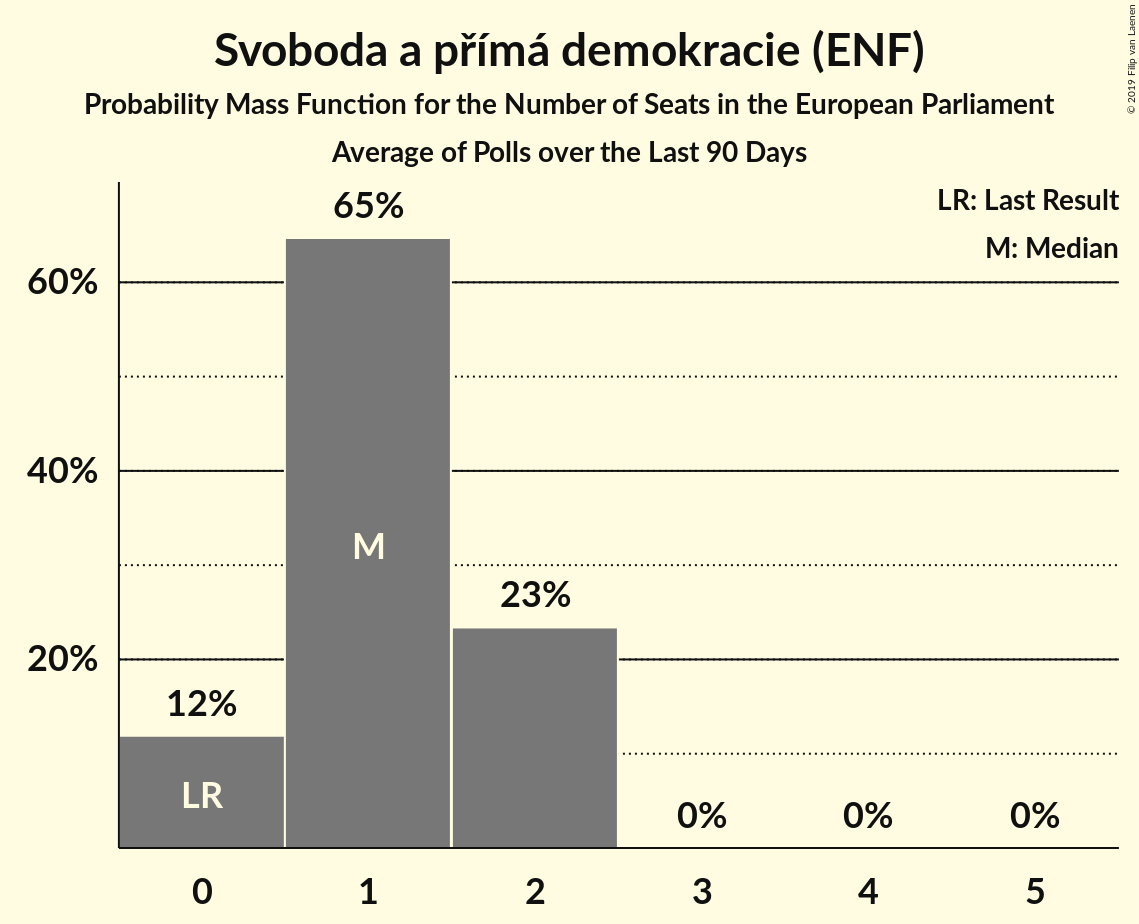 Svoboda a přímá demokracie (ENF)
Probability Mass Function for the Number of Seats in the European Parliament
Average of Polls over the Last 90 Days
© 2019 Filip van Laenen
LR: Last Result
M: Median
65%
60%
40%
M
23%
20%
12%
LR
0%
0%
0%
0
1
2
3
4
5